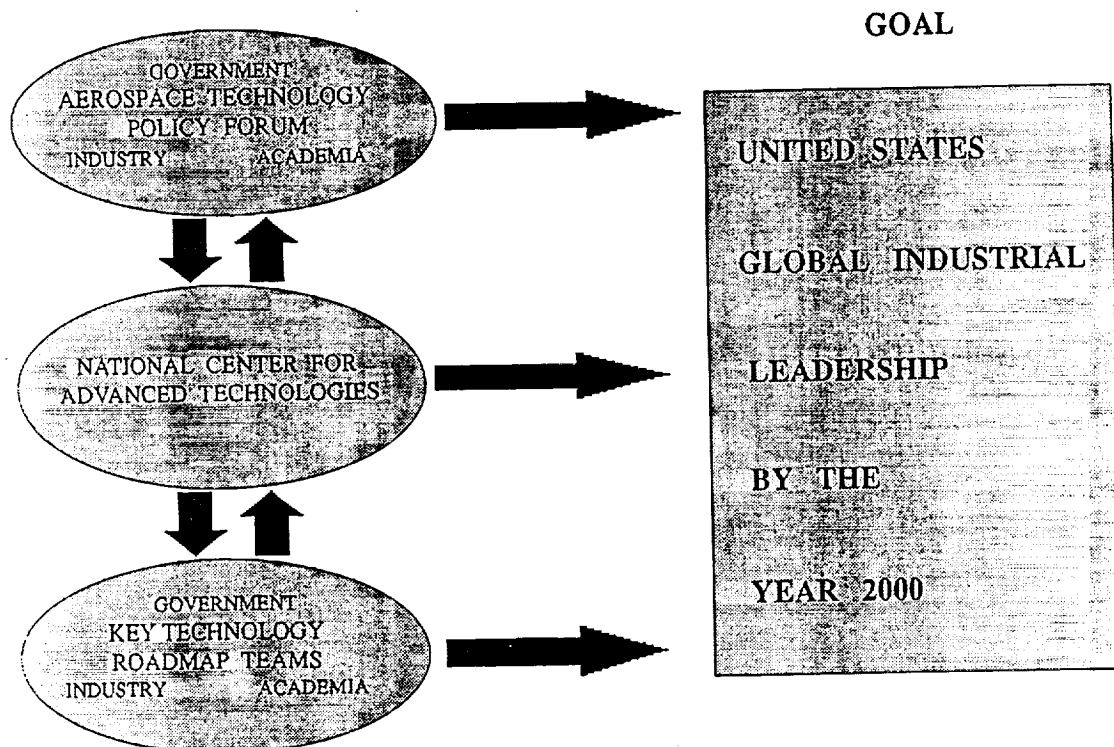 GOAL
GOVERNMENT
AEROSPACE TECHNOLOGY
POLICY FORUM
INDUSTRY ACADEMIA
NATIONAL CENTER FOR
ADVANCED TECHNOLOGIES
GOVERNMENT
KEY TECHNOLOGY
ROADMAP TEAMS
INDUSTRY ACADEMIA
UNITED STATES
GLOBAL INDUSTRIAL
LEADERSHIP
BY THE
YEAR 2000